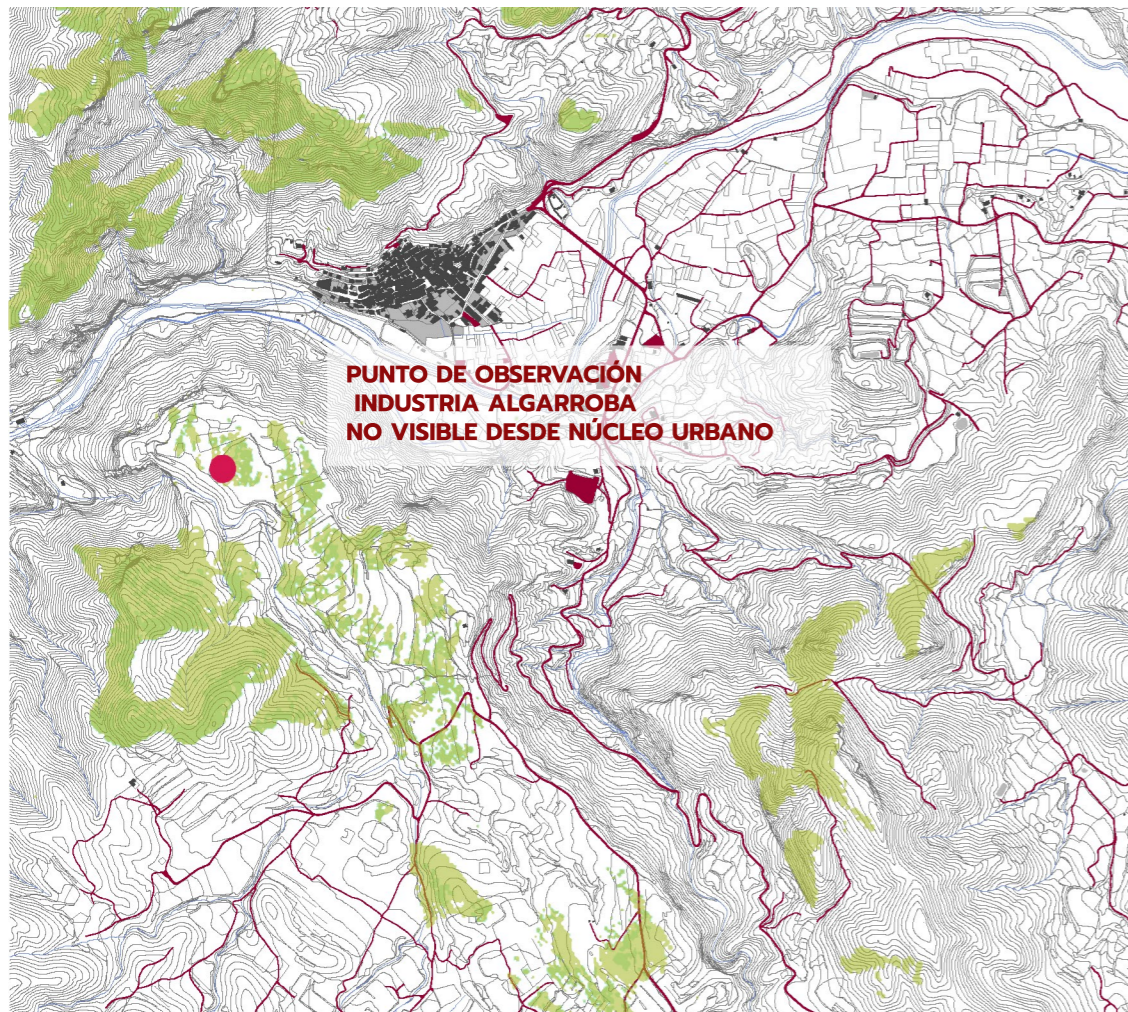 PUNTO DE OBSERVACIÓN
INDUSTRIA ALGARROBA
NO VISIBLE DESDE NÚCLEO URBANO